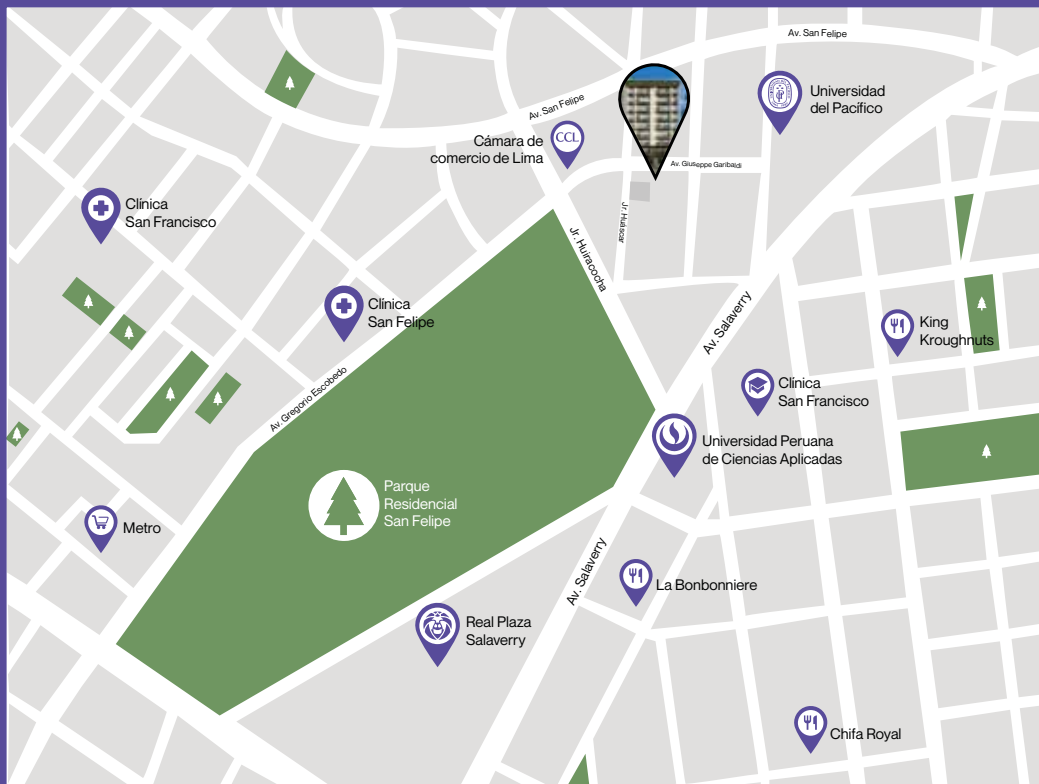 Av. San Felipe
Universidad
del Pacífico
Av. San Felipe
CCL
Cámara de
comercio de Lima
Av. Giuseppe Garibaldi
Clínica
San Francisco
Jr. Huáscar
Jr. Huiracocha
Clínica
San Felipe
Av. Salaverry
King
Kroughnuts
Av. Gregorio Escobedo
Clínica
San Francisco
Universidad Peruana
de Ciencias Aplicadas
Parque
Residencial
San Felipe
Metro
Av. Salaverry
La Bonbonniere
Real Plaza
Salaverry
Chifa Royal